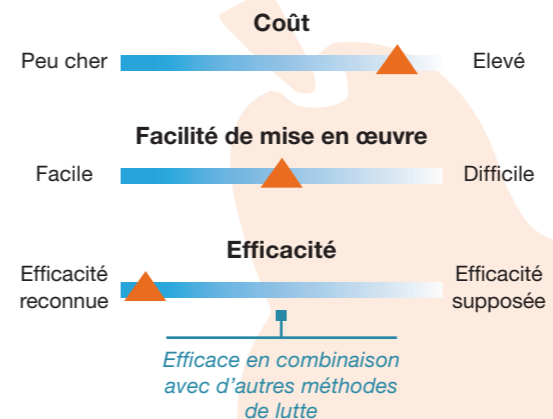 Coût
Peu cher
Elevé
Facilité de mise en œuvre
Facile
Difficile
Efficacité
Efficacité
reconnue
Efficacité
supposée
Efficace en combinaison
avec d'autres méthodes
de lutte